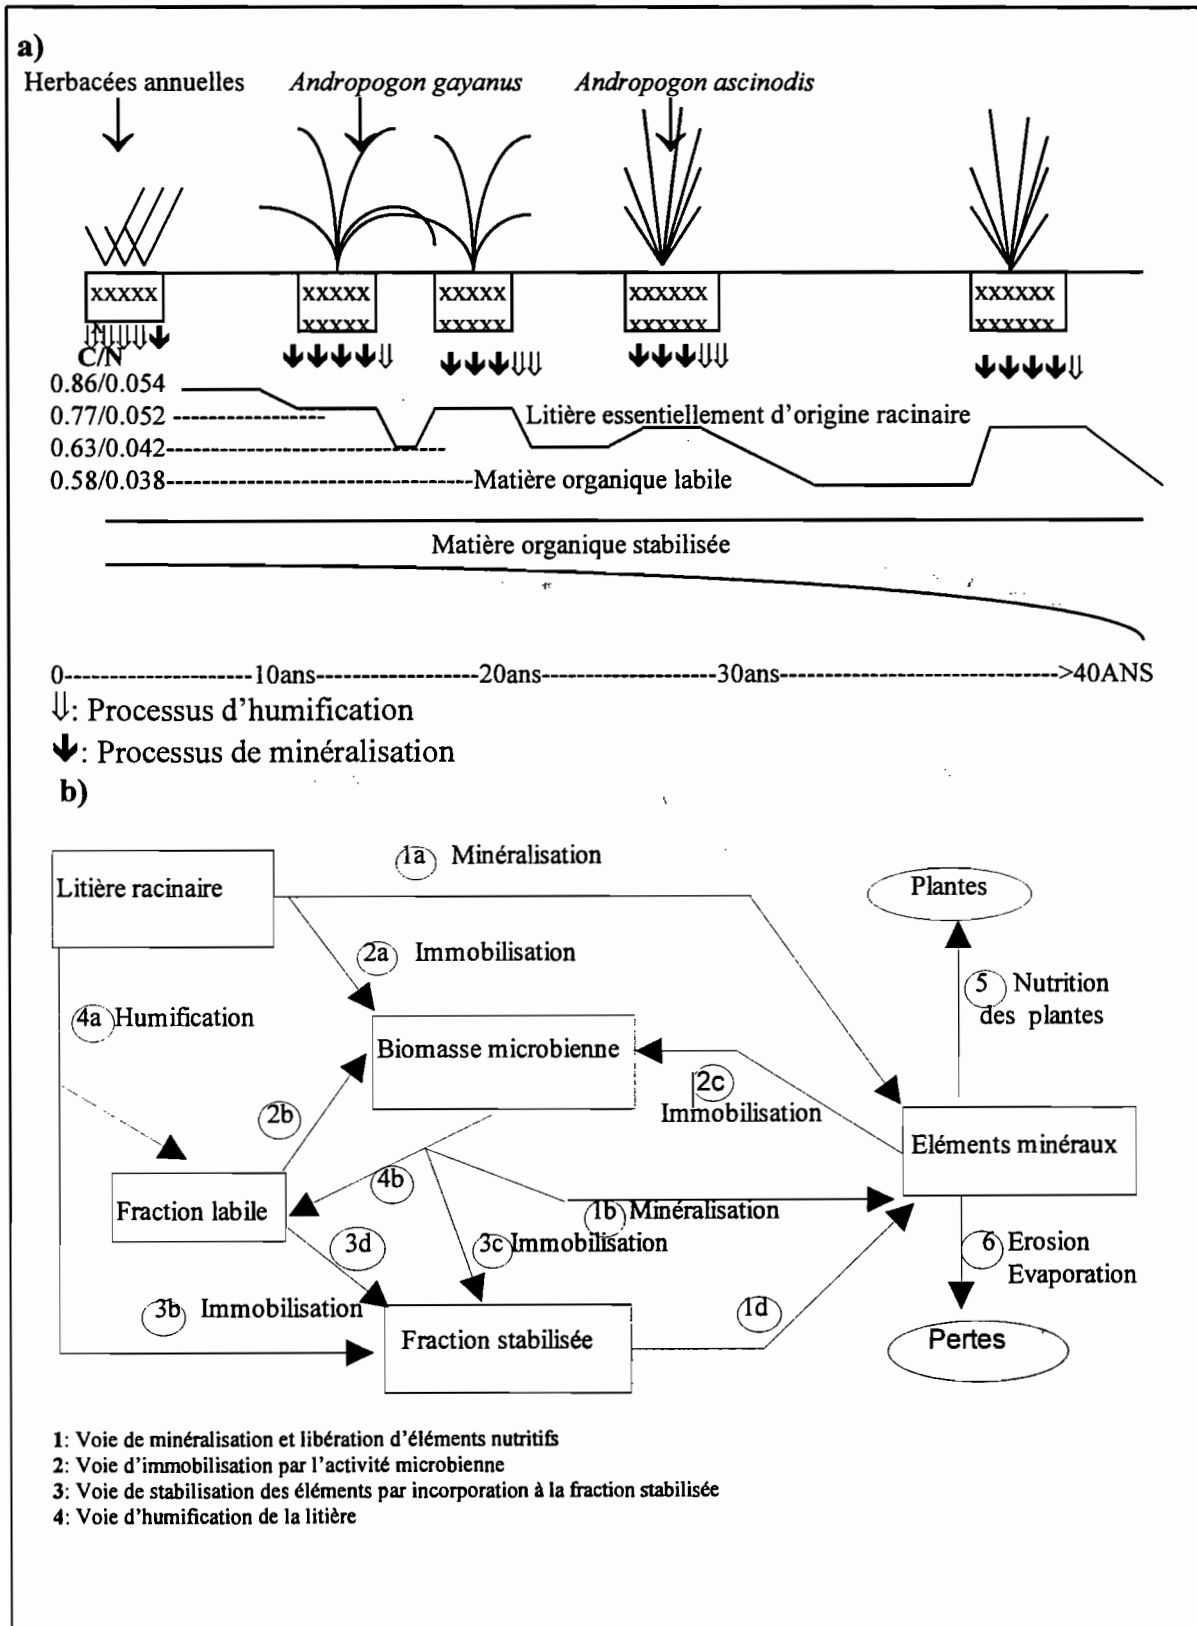 a)
Herbacées annuelles Andropogon gayanus Andropogon ascinodis
XXXXX XXXXX XXXXX XXXXXX XXXXXX
XXXXX XXXXX XXXXXX XXXXXX
C/N
0.86/0.054
0.77/0.052 Litière essentiellement d'origine racinaire
0.63/0.042
0.58/0.038 Matière organique labile
Matière organique stabilisée
0 10ans 20ans 30ans >40ANS
⇓: Processus d'humification
🡻: Processus de minéralisation
b)
1a Minéralisation
Litière racinaire
Plantes
2a Immobilisation
5 Nutrition
des plantes
4a Humification
Biomasse microbienne
2c
Immobilisation
2b
Eléments minéraux
4b
Fraction labile
1b Minéralisation
3d
3c Immobilisation
6 Erosion
Evaporation
3b Immobilisation
1d
Fraction stabilisée
Pertes
1: Voie de minéralisation et libération d'éléments nutritifs
2: Voie d'immobilisation par l'activité microbienne
3: Voie de stabilisation des éléments par incorporation à la fraction stabilisée
4: Voie d'humification de la litière